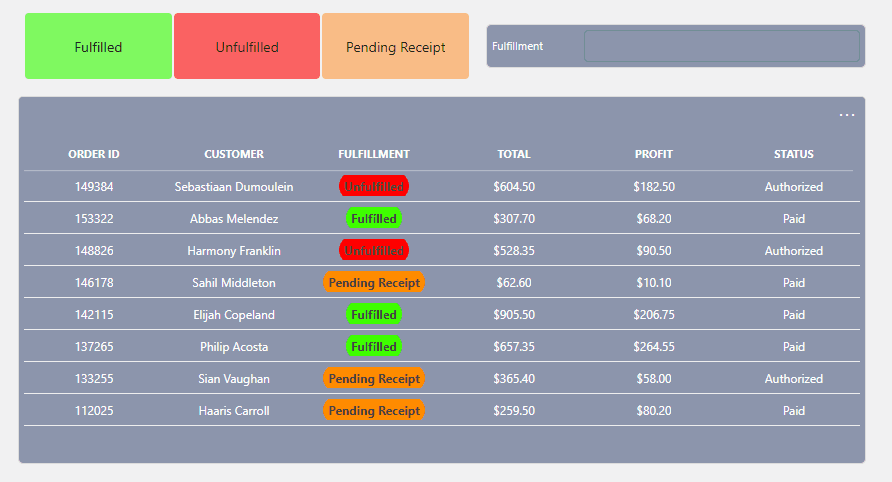 Fulfilled Unfulfilled Pending Receipt Fulfillment
...
ORDER ID CUSTOMER FULFILLMENT TOTAL PROFIT STATUS
149384 Sebastiaan Dumoulein Unfulfilled $604.50 $182.50 Authorized
153322 Abbas Melendez Fulfilled $307.70 $68.20 Paid
148826 Harmony Franklin Unfulfilled $528.35 $90.50 Authorized
146178 Sahil Middleton Pending Receipt $62.60 $10.10 Paid
142115 Elijah Copeland Fulfilled $905.50 $206.75 Paid
137265 Philip Acosta Fulfilled $657.35 $264.55 Paid
133255 Sian Vaughan Pending Receipt $365.40 $58.00 Authorized
112025 Haaris Carroll Pending Receipt $259.50 $80.20 Paid